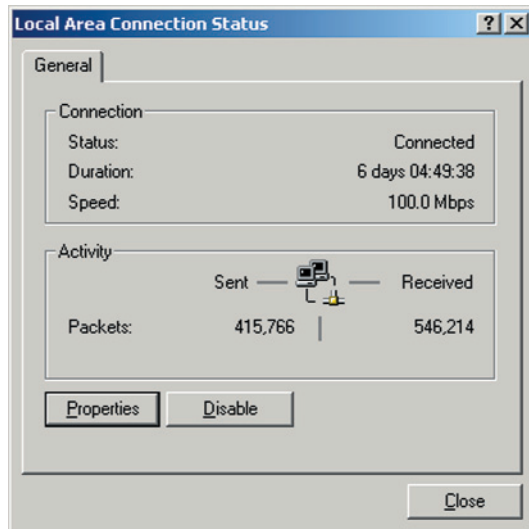 Local Area Connection Status
General
Connection
Status: Connected
Duration: 6 days 04:49:38
Speed: 100.0 Mbps
Activity
Sent Received
Packets: 415,766 546,214
Properties Disable
Close